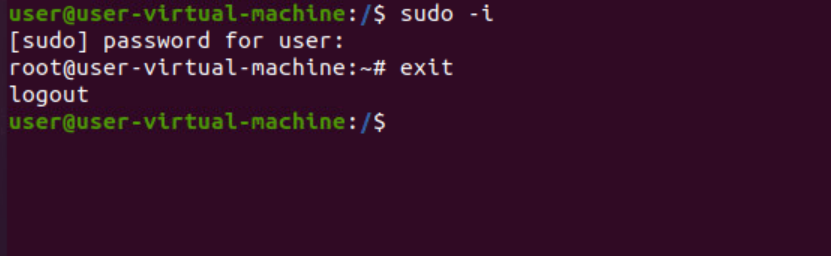 user@user-virtual-machine:/$ sudo -i
[sudo] password for user:
root@user-virtual-machine:~# exit
logout
user@user-virtual-machine:/$